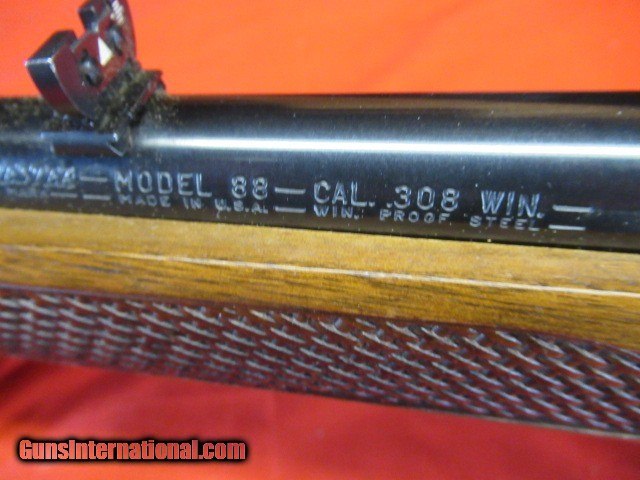 — MODEL 88 — CAL. .308 WIN. —
MADE IN U.S.A. — WIN. PROOF STEEL —
GunsInternational.com